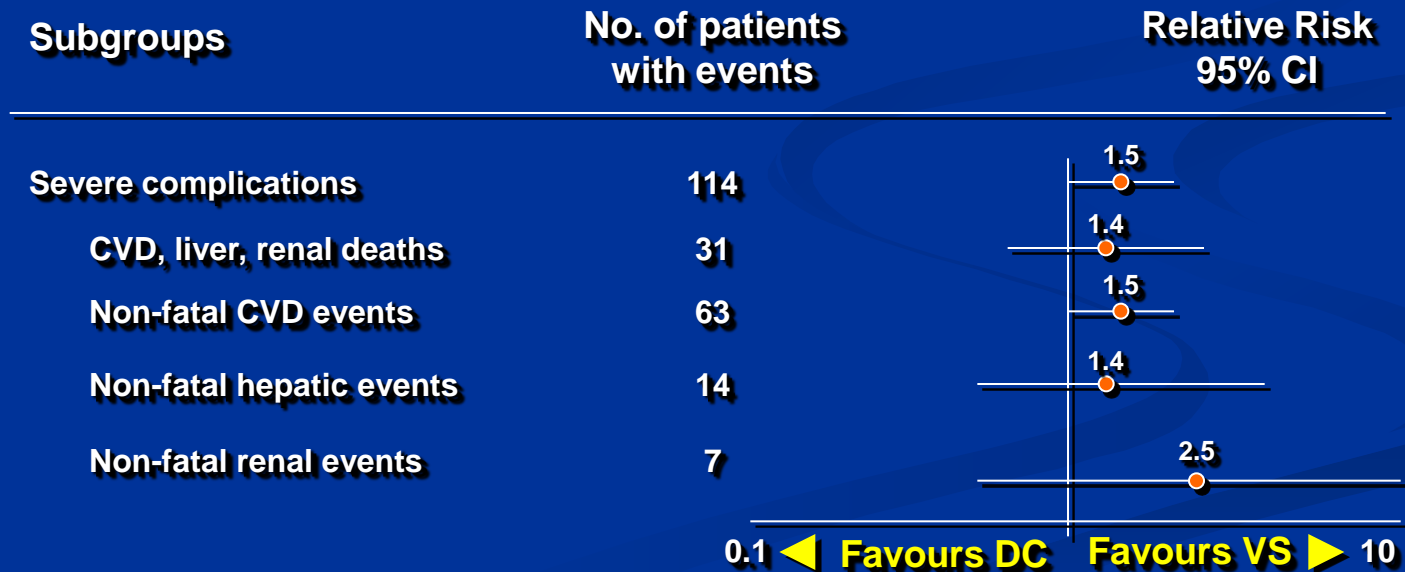 Subgroups
No. of patients
with events
Relative Risk
95% CI
Severe complications 114 1.5
CVD, liver, renal deaths 31 1.4
Non-fatal CVD events 63 1.5
Non-fatal hepatic events 14 1.4
Non-fatal renal events 7 2.5
0.1 Favours DC Favours VS 10